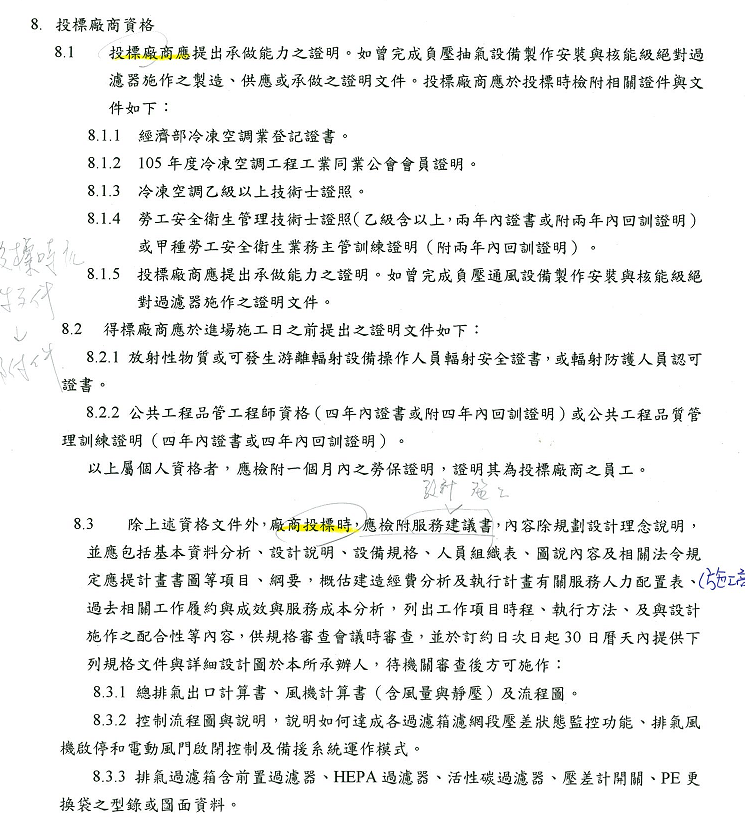 8. 投標廠商資格
8.1 投標廠商應提出承做能力之證明。如曾完成負壓抽氣設備製作安裝與核能級絕對過
濾器施作之製造、供應或承做之證明文件。投標廠商應於投標時檢附相關證件與文
件如下：
8.1.1 經濟部冷凍空調業登記證書。
8.1.2 105 年度冷凍空調工程工業同業公會會員證明。
8.1.3 冷凍空調乙級以上技術士證照。
8.1.4 勞工安全衛生管理技術士證照（乙級含以上，兩年內證書或附兩年內回訓證明）
或甲種勞工安全衛生業務主管訓練證明（附兩年內回訓證明）。
8.1.5 投標廠商應提出承做能力之證明。如曾完成負壓通風設備製作安裝與核能級絕
對過濾器施作之證明文件。
8.2 得標廠商應於進場施工日之前提出之證明文件如下：
8.2.1 放射性物質或可發生游離輻射設備操作人員輻射安全證書，或輻射防護人員認可
證書。
8.2.2 公共工程品管工程師資格（四年內證書或附四年內回訓證明）或公共工程品質管
理訓練證明（四年內證書或四年內回訓證明）。
以上屬個人資格者，應檢附一個月內之勞保證明，證明其為投標廠商之員工。
設計 施工
8.3 除上述資格文件外，廠商投標時，應檢附服務建議書，內容除規劃設計理念說明，
並應包括基本資料分析、設計說明、設備規格、人員組織表、圖說內容及相關法令規
定應提計畫書圖等項目、綱要，概估建造經費分析及執行計畫有關服務人力配置表、
過去相關工作履約與成效與服務成本分析，列出工作項目時程、執行方法、及與設計
施作之配合性等內容，供規格審查會議時審查，並於訂約日次日起 30 日曆天內提供下
列規格文件與詳細設計圖於本所承辦人，待機關審查後方可施作：
8.3.1 總排氣出口計算書、風機計算書（含風量與靜壓）及流程圖。
8.3.2 控制流程圖與說明，說明如何達成各過濾箱濾網段壓差狀態監控功能、排氣風
機啟停和電動風門啟閉控制及備援系統運作模式。
8.3.3 排氣過濾箱含前置過濾器、HEPA 過濾器、活性碳過濾器、壓差計開關、PE 更
換袋之型錄或圖面資料。